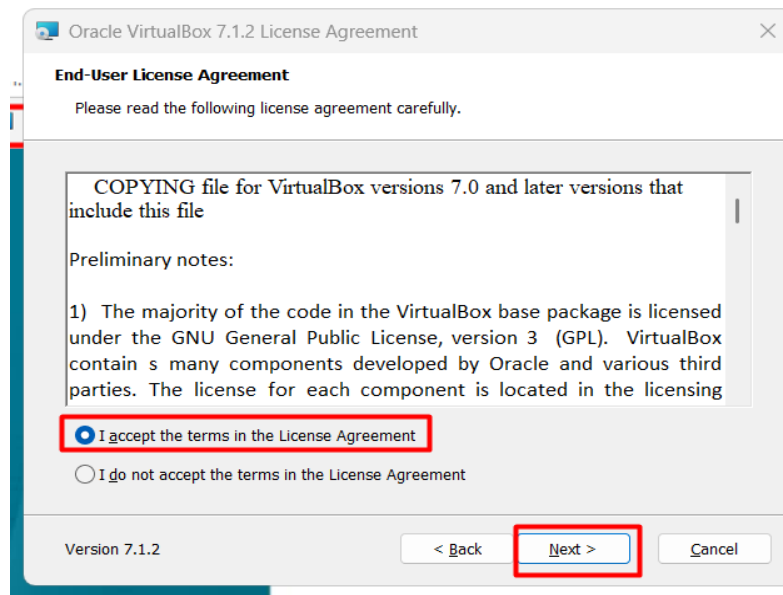 Oracle VirtualBox 7.1.2 License Agreement
End-User License Agreement
Please read the following license agreement carefully.
COPYING file for VirtualBox versions 7.0 and later versions that
include this file
Preliminary notes:
1) The majority of the code in the VirtualBox base package is licensed
under the GNU General Public License, version 3 (GPL). VirtualBox
contain s many components developed by Oracle and various third
parties. The license for each component is located in the licensing
I accept the terms in the License Agreement
I do not accept the terms in the License Agreement
Version 7.1.2
< Back
Next >
Cancel